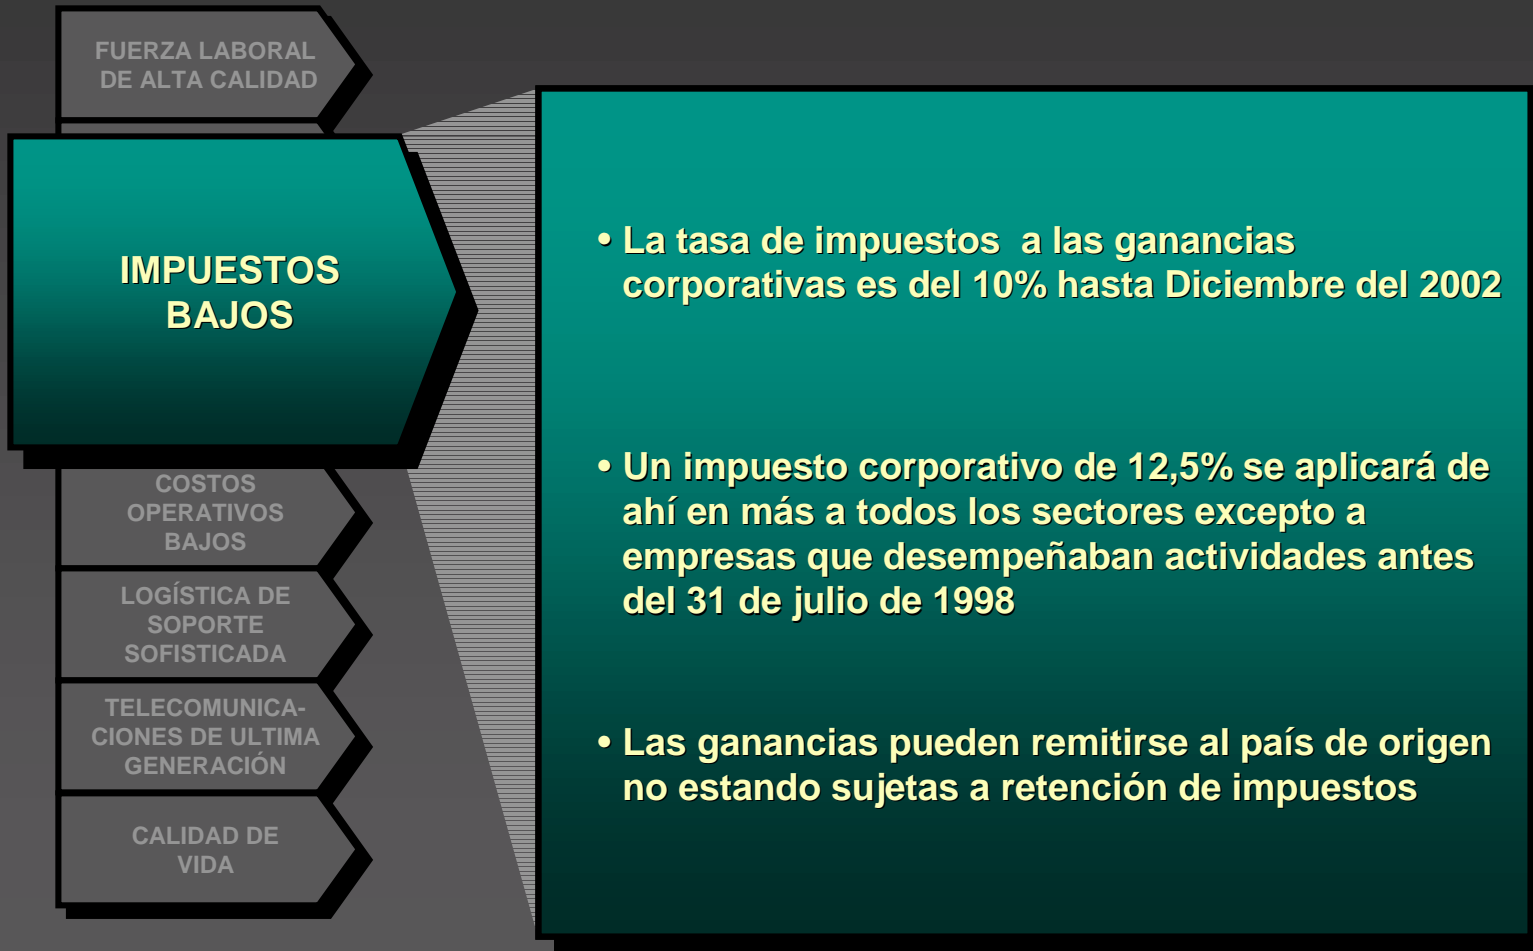 FUERZA LABORAL
DE ALTA CALIDAD
IMPUESTOS
BAJOS
COSTOS
OPERATIVOS
BAJOS
LOGÍSTICA DE
SOPORTE
SOFISTICADA
TELECOMUNICA-
CIONES DE ULTIMA
GENERACIÓN
CALIDAD DE
VIDA
• La tasa de impuestos a las ganancias
corporativas es del 10% hasta Diciembre del 2002
• Un impuesto corporativo de 12,5% se aplicará de
ahí en más a todos los sectores excepto a
empresas que desempeñaban actividades antes
del 31 de julio de 1998
• Las ganancias pueden remitirse al país de origen
no estando sujetas a retención de impuestos